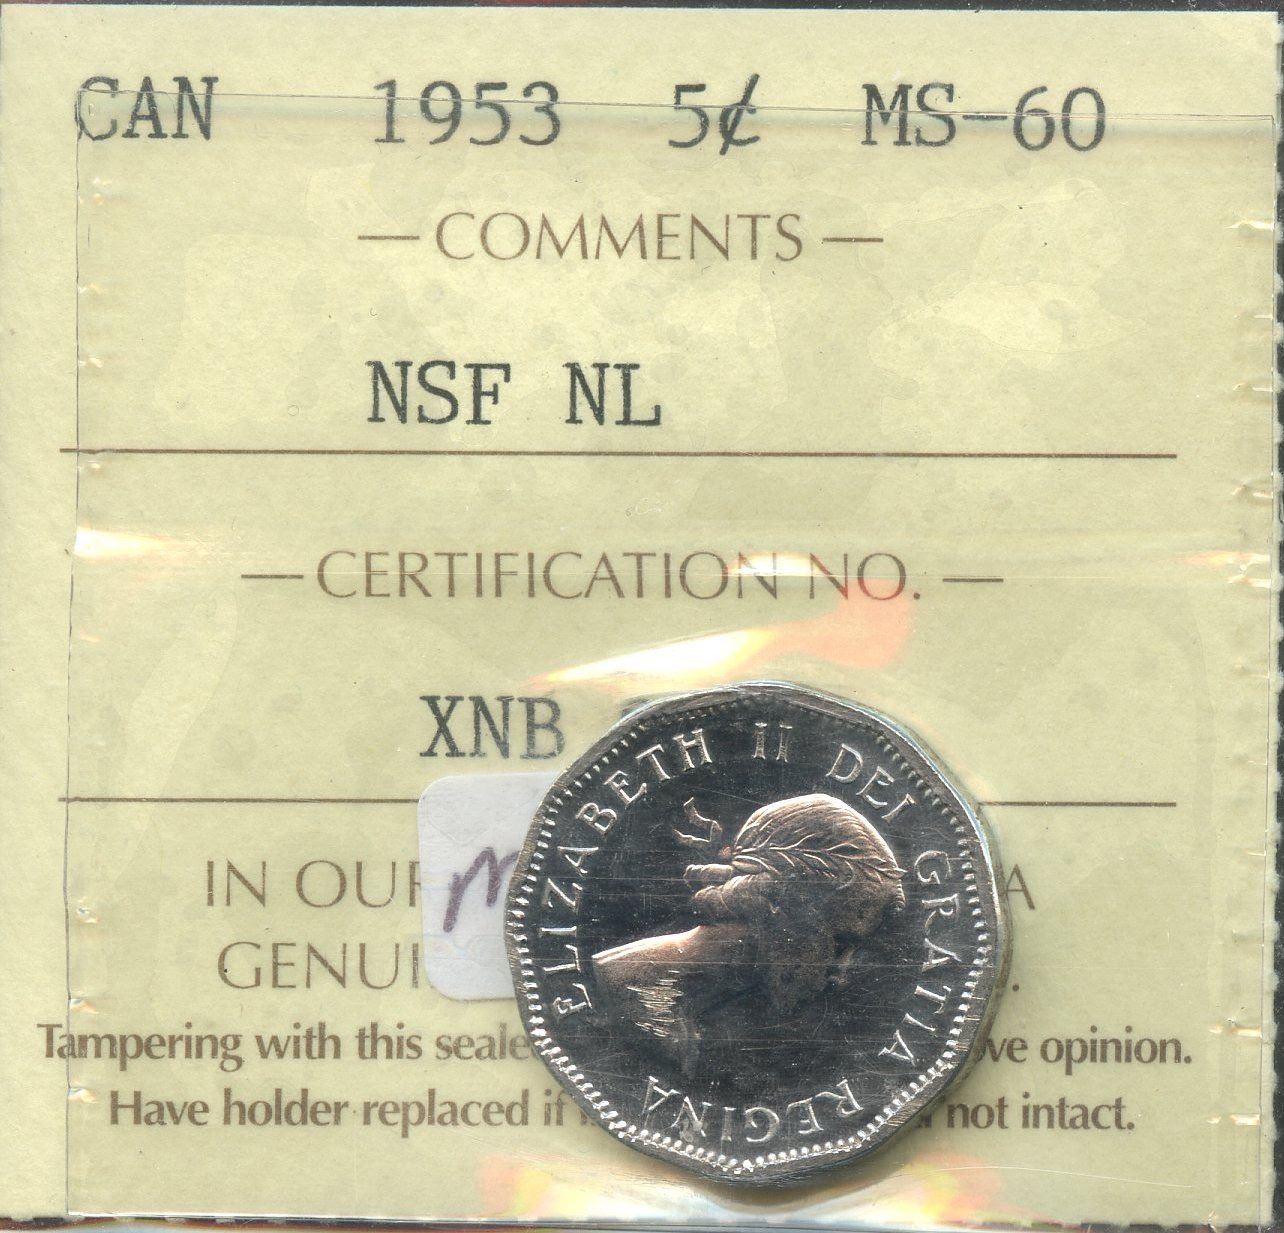 CAN 1953 5¢ MS-60
— COMMENTS —
NSF NL
— CERTIFICATION NO. —
XNB
IN OUR A
GENUI .
Tampering with this seale ve opinion.
Have holder replaced if not intact.
ELIZABETH II DEI GRATIA REGINA